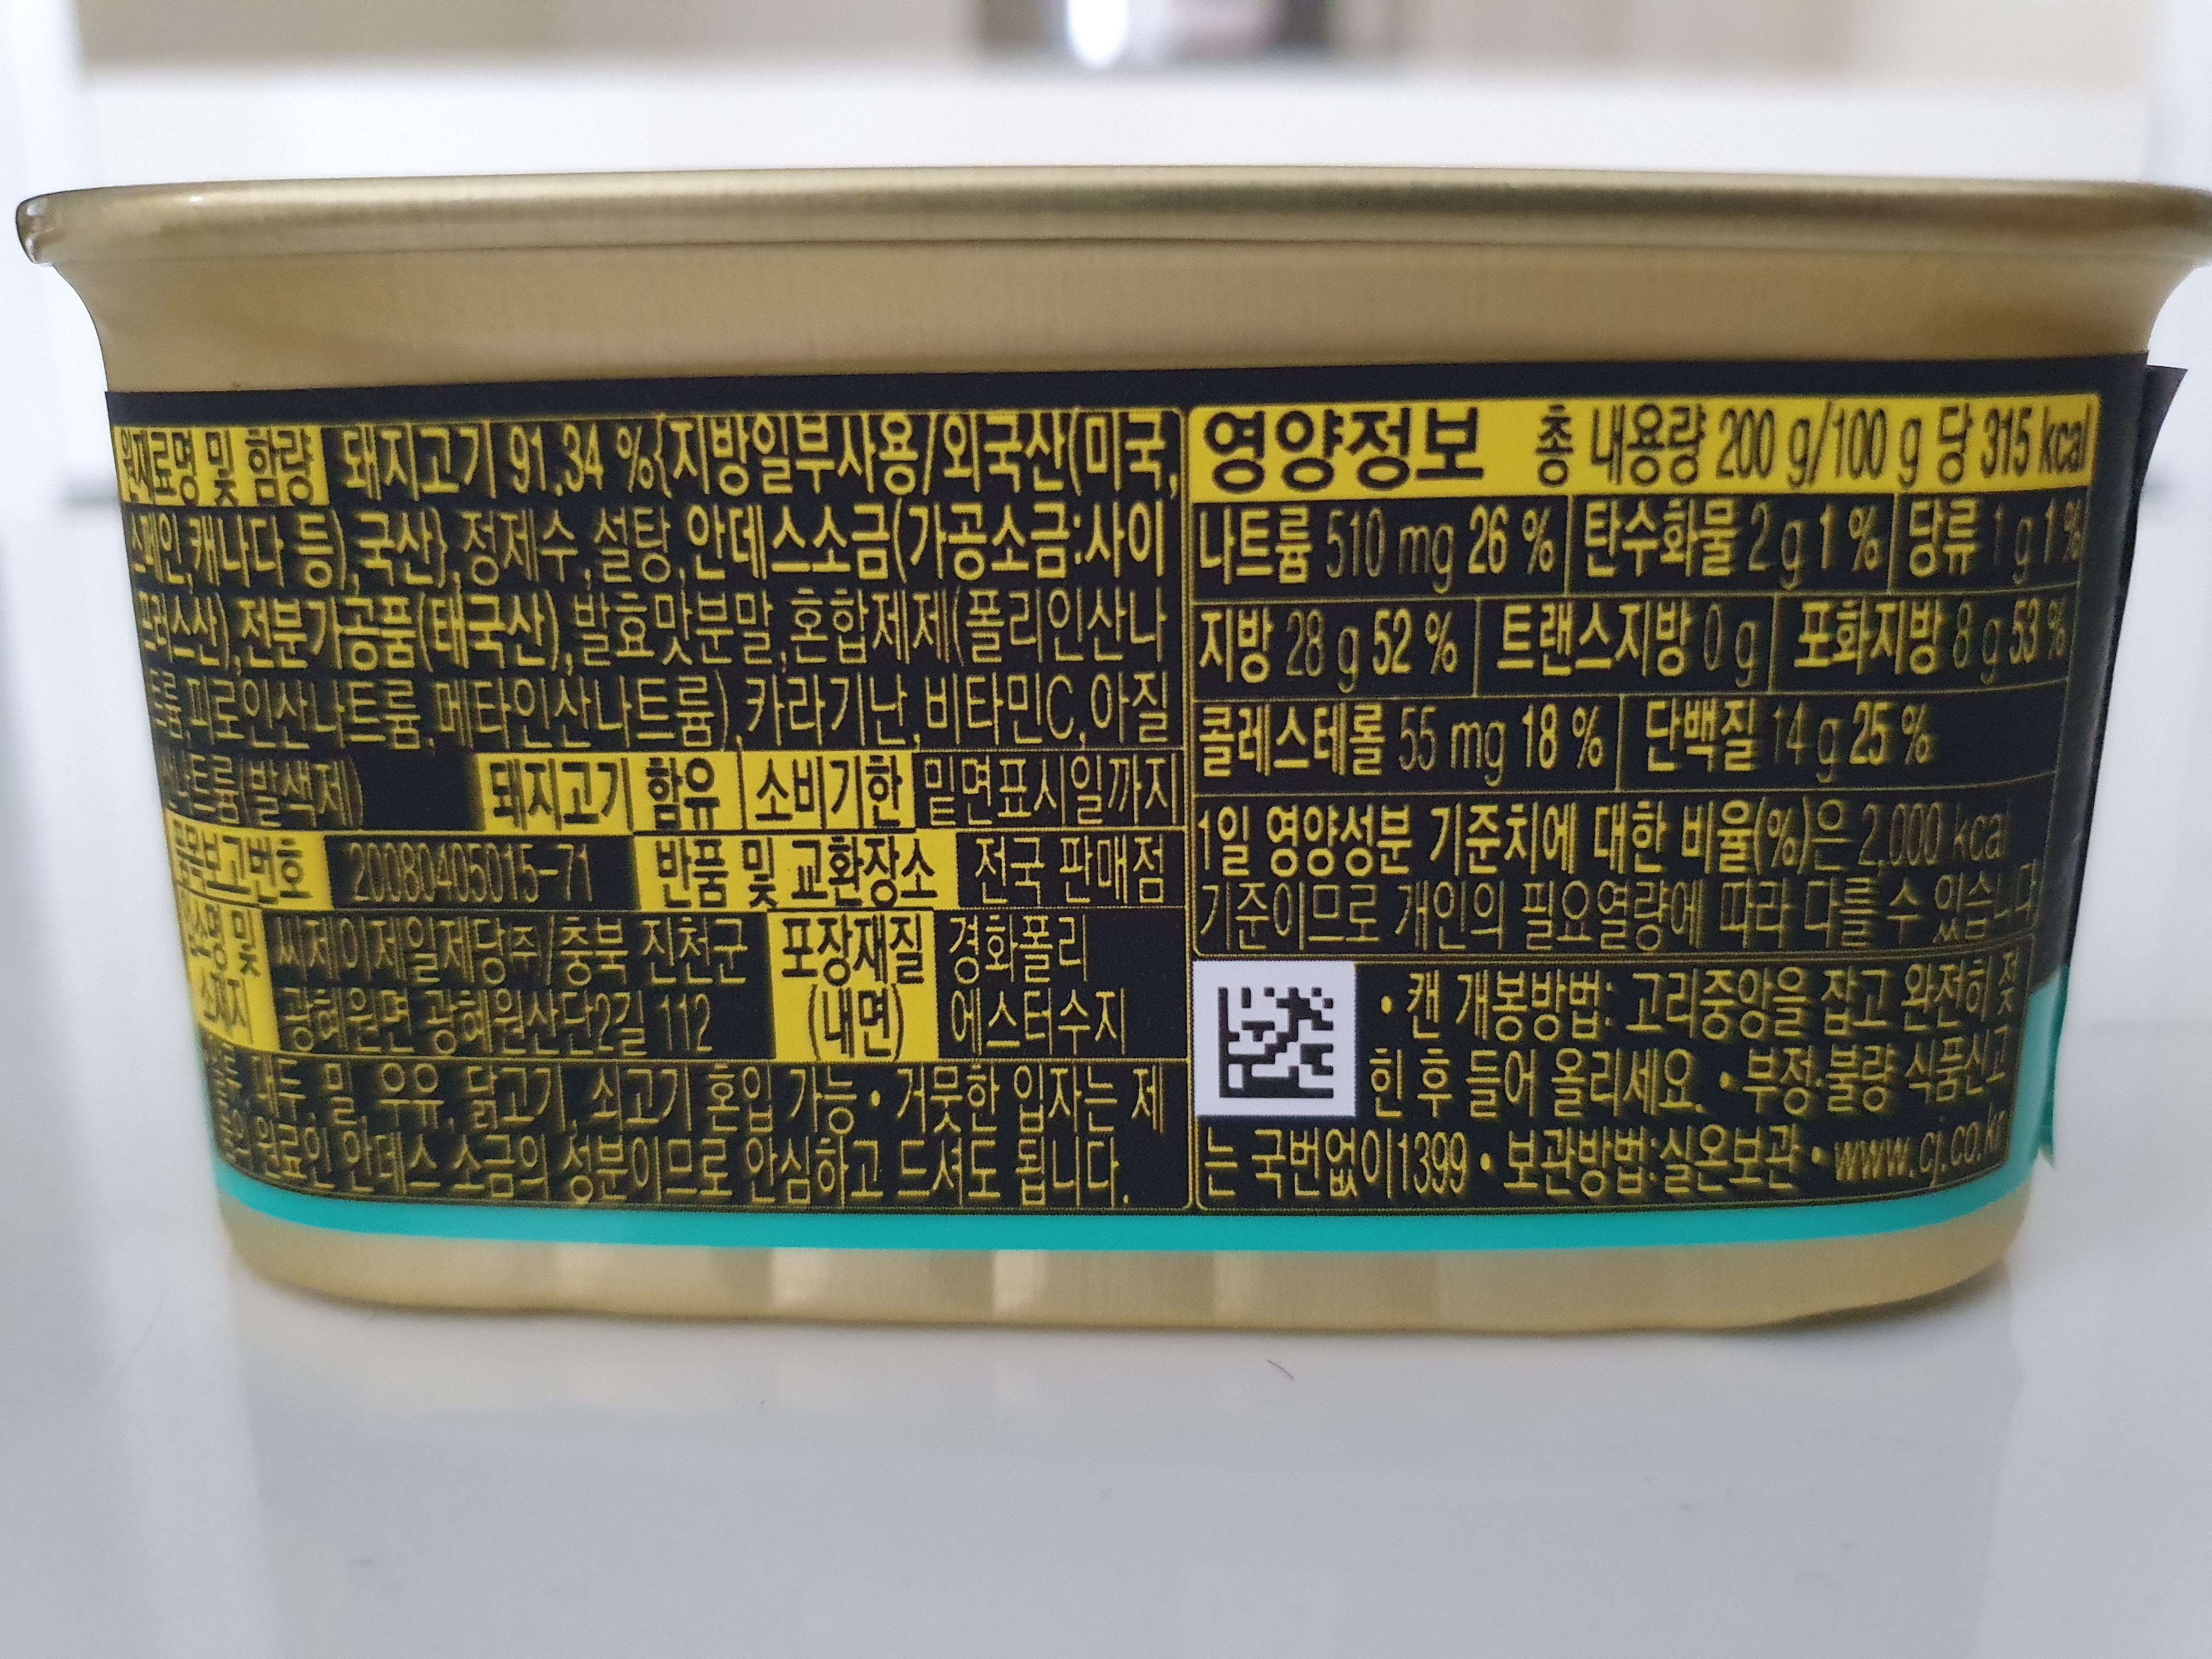 원재료명 및 함량 돼지고기 91.34 %{지방일부사용/외국산(미국,
스페인,캐나다 등),국산},정제수,설탕,안데스소금(가공소금:사이
프러스산),전분가공품(태국산),발효맛분말,혼합제제(폴리인산나
트륨,피로인산나트륨,메타인산나트륨),카라기난,비타민C,아질
산나트륨(발색제) 돼지고기 함유 소비기한 밑면표시일까지
품목보고번호 20080405015-71 반품 및 교환장소 전국 판매점
및 씨제이제일제당㈜/충북 진천군 포장재질 경화폴리
소재지 광혜원면 광혜원산단2길 112 (내면) 에스터수지
대두, 밀, 우유, 닭고기, 쇠고기 혼입 가능 • 거뭇한 입자는 제
원료인 안데스 소금의 성분이므로 안심하고 드셔도 됩니다.
영양정보 총 내용량 200 g/100 g 당 315 kcal
나트륨 510 mg 26 % 탄수화물 2 g 1 % 당류 1 g 1 %
지방 28 g 52 % 트랜스지방 0 g 포화지방 8 g 53 %
콜레스테롤 55 mg 18 % 단백질 14 g 25 %
1일 영양성분 기준치에 대한 비율(%)은 2,000 kcal
기준이므로 개인의 필요열량에 따라 다를 수 있습니다
• 캔 개봉방법: 고리중앙을 잡고 완전히 젖
힌 후 들어 올리세요. • 부정·불량 식품신고
는 국번없이1399 • 보관방법:실온보관 • www.cj.co.kr